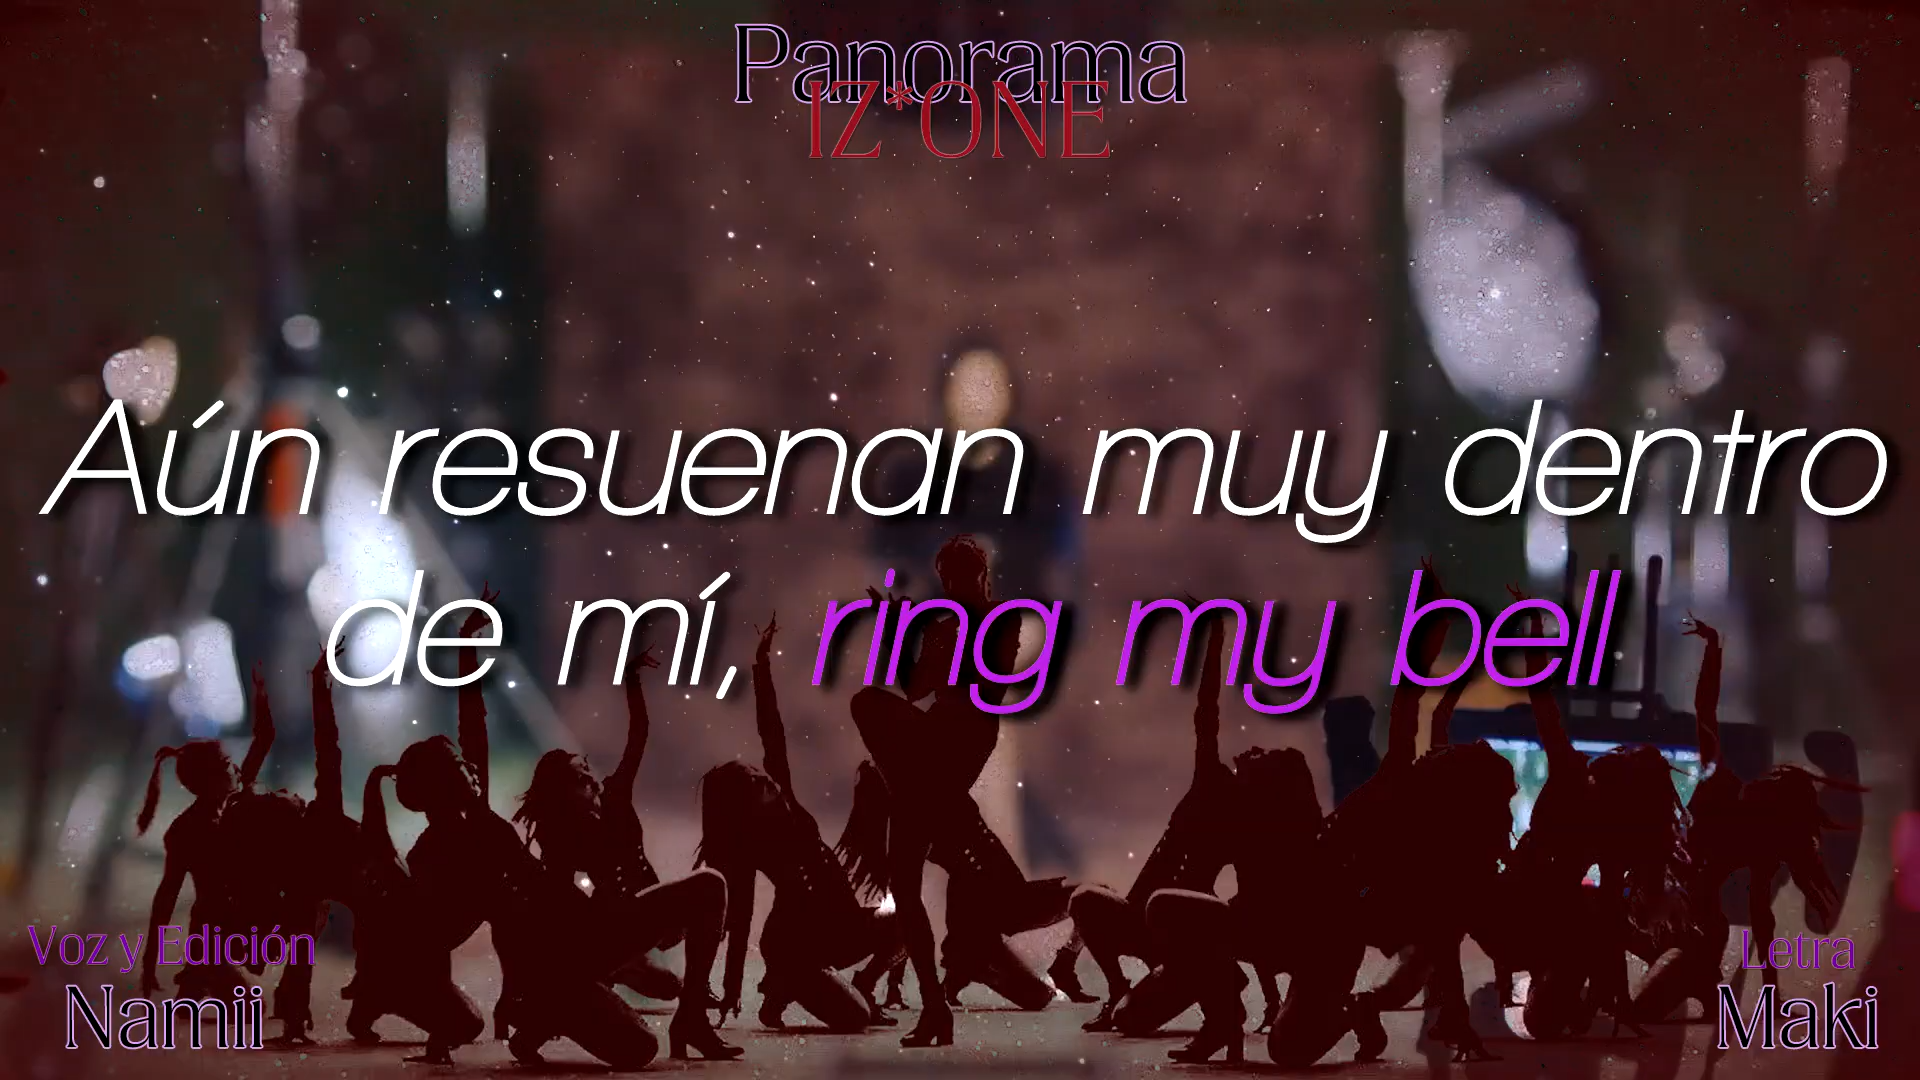 Panorama
IZ*ONE
Aún resuenan muy dentro
de mí, ring my bell
Voz y Edición
Namii
Letra
Maki